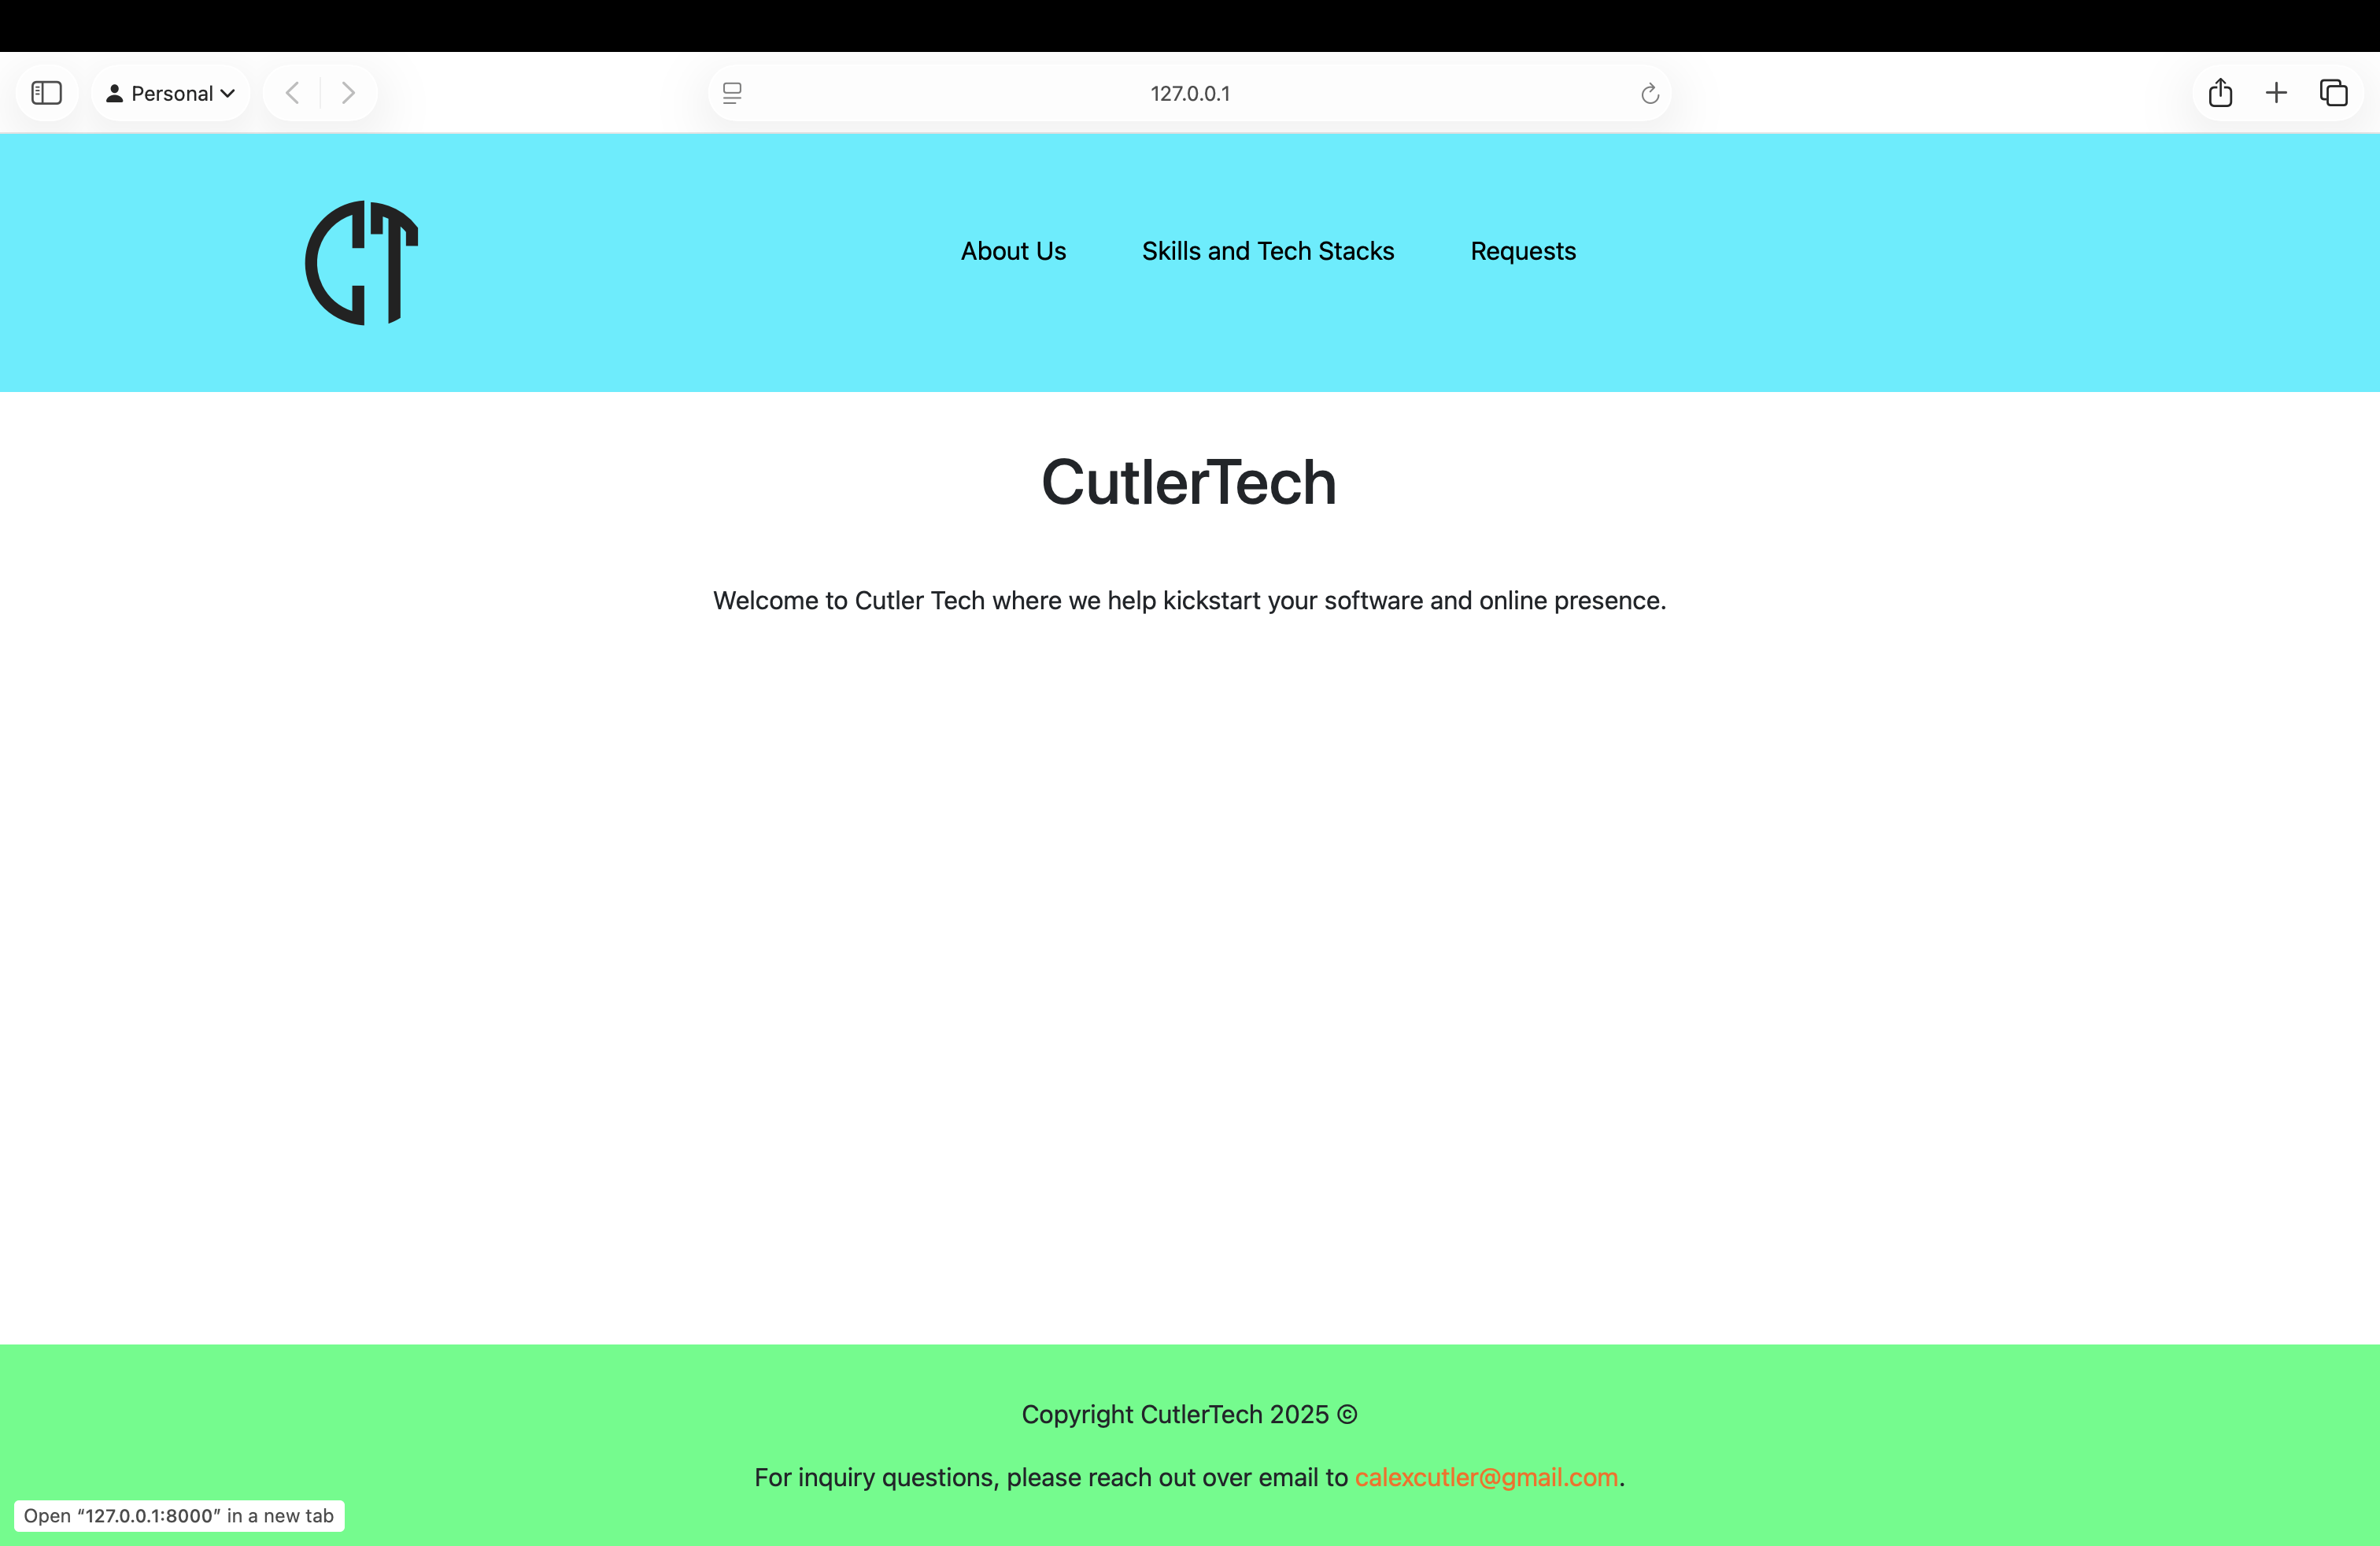 Personal
127.0.0.1
CT
About Us Skills and Tech Stacks Requests
CutlerTech
Welcome to Cutler Tech where we help kickstart your software and online presence.
Copyright CutlerTech 2025 ©
For inquiry questions, please reach out over email to calexcutler@gmail.com.
Open “127.0.0.1:8000” in a new tab